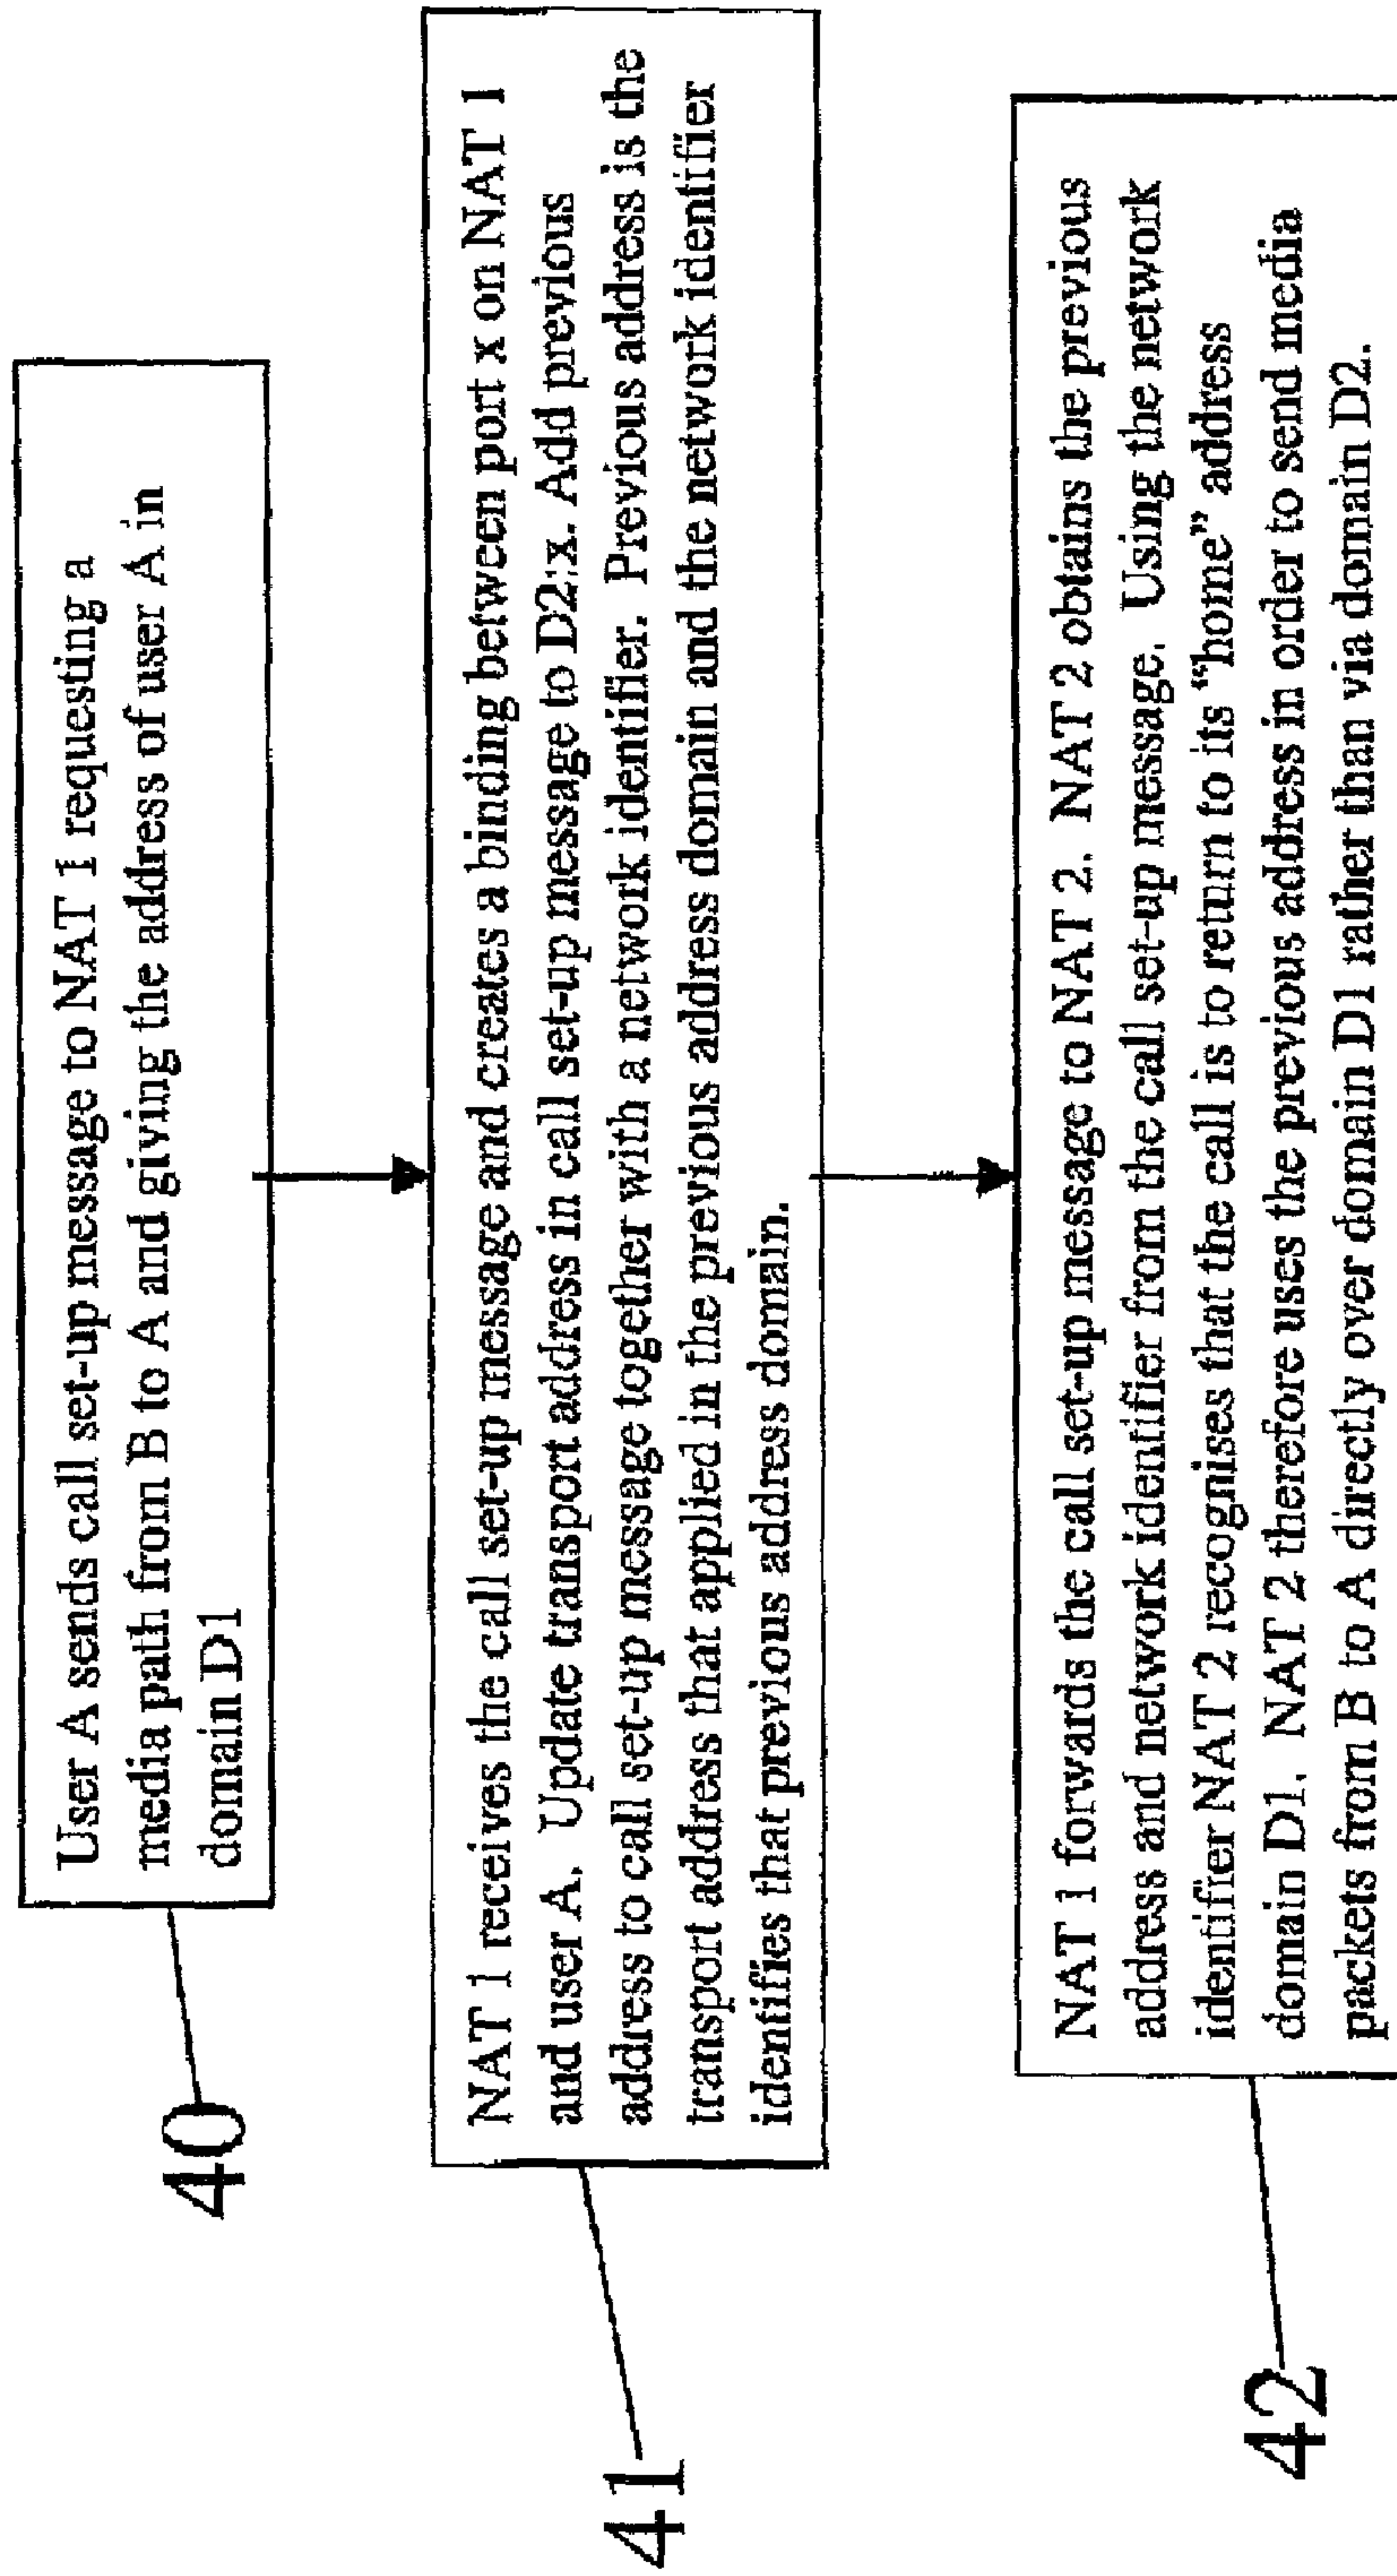 40
User A sends call set-up message to NAT 1 requesting a
media path from B to A and giving the address of user A in
domain D1
41
NAT 1 receives the call set-up message and creates a binding between port x on NAT 1
and user A. Update transport address in call set-up message to D2;x. Add previous
address to call set-up message together with a network identifier. Previous address is the
transport address that applied in the previous address domain and the network identifier
identifies that previous address domain.
42
NAT 1 forwards the call set-up message to NAT 2. NAT 2 obtains the previous
address and network identifier from the call set-up message. Using the network
identifier NAT 2 recognises that the call is to return to its "home" address
domain D1. NAT 2 therefore uses the previous address in order to send media
packets from B to A directly over domain D1 rather than via domain D2.